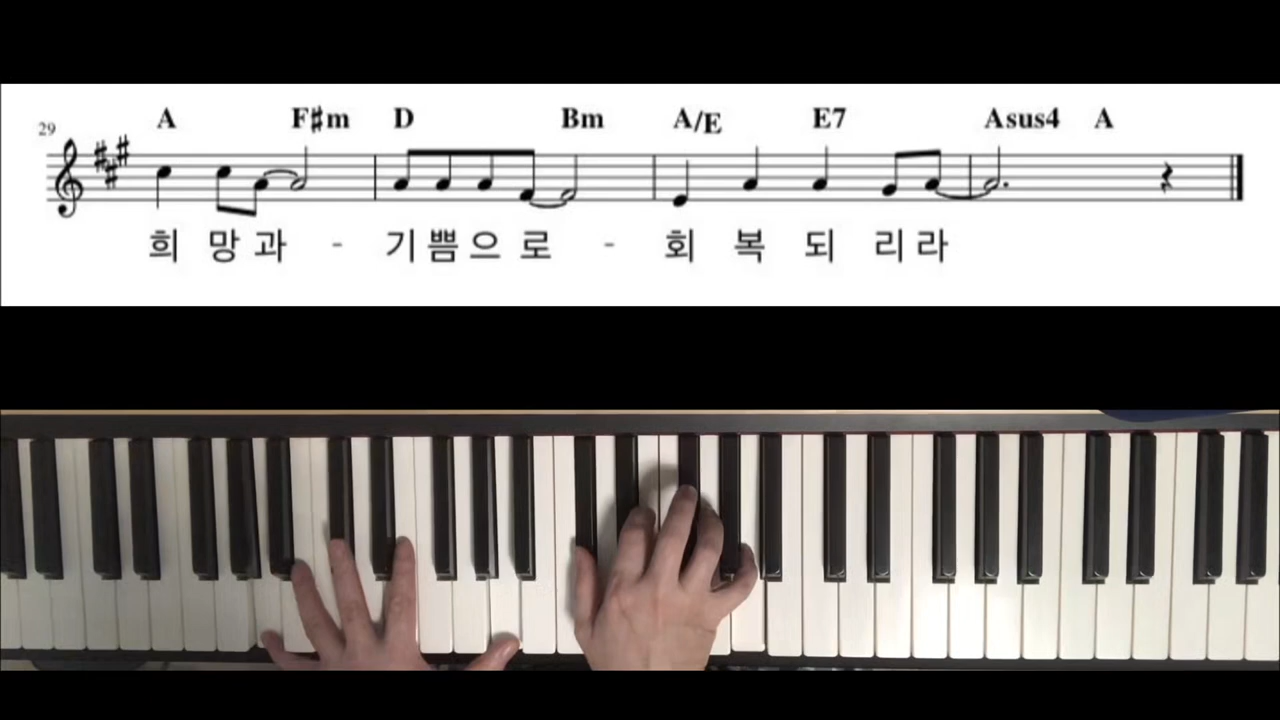 A F♯m D Bm A/E E7 Asus4 A
29
희 망 과 - 기 쁨 으 로 - 회 복 되 리 라